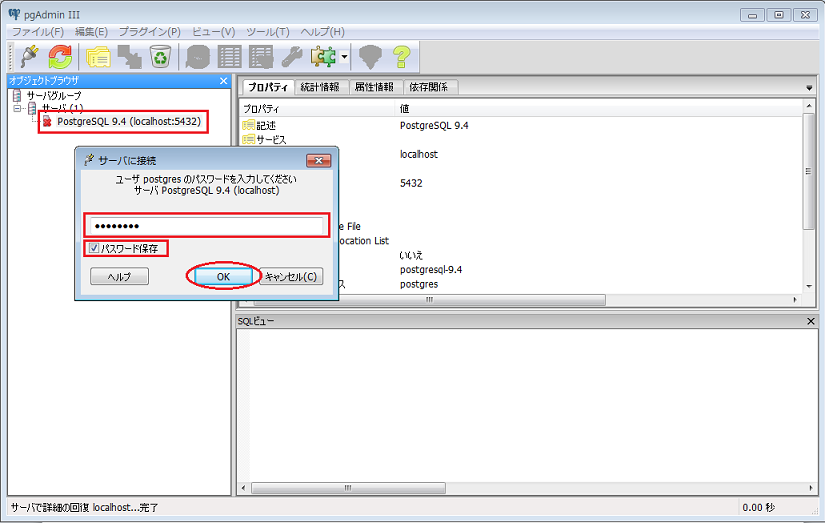 pgAdmin III
ファイル(F) 編集(E) プラグイン(P) ビュー(V) ツール(T) ヘルプ(H)
オブジェクトブラウザ
サーバグループ
サーバ (1)
PostgreSQL 9.4 (localhost:5432)
プロパティ 統計情報 属性情報 依存関係
プロパティ 値
記述 PostgreSQL 9.4
サービス
localhost
5432
e File
ocation List
いいえ
postgresql-9.4
ス postgres
サーバに接続
ユーザ postgres のパスワードを入力してください
サーバ PostgreSQL 9.4 (localhost)
●●●●●●●●
パスワード保存
ヘルプ OK キャンセル(C)
SQLビュー
サーバで詳細の回復 localhost...完了 0.00 秒